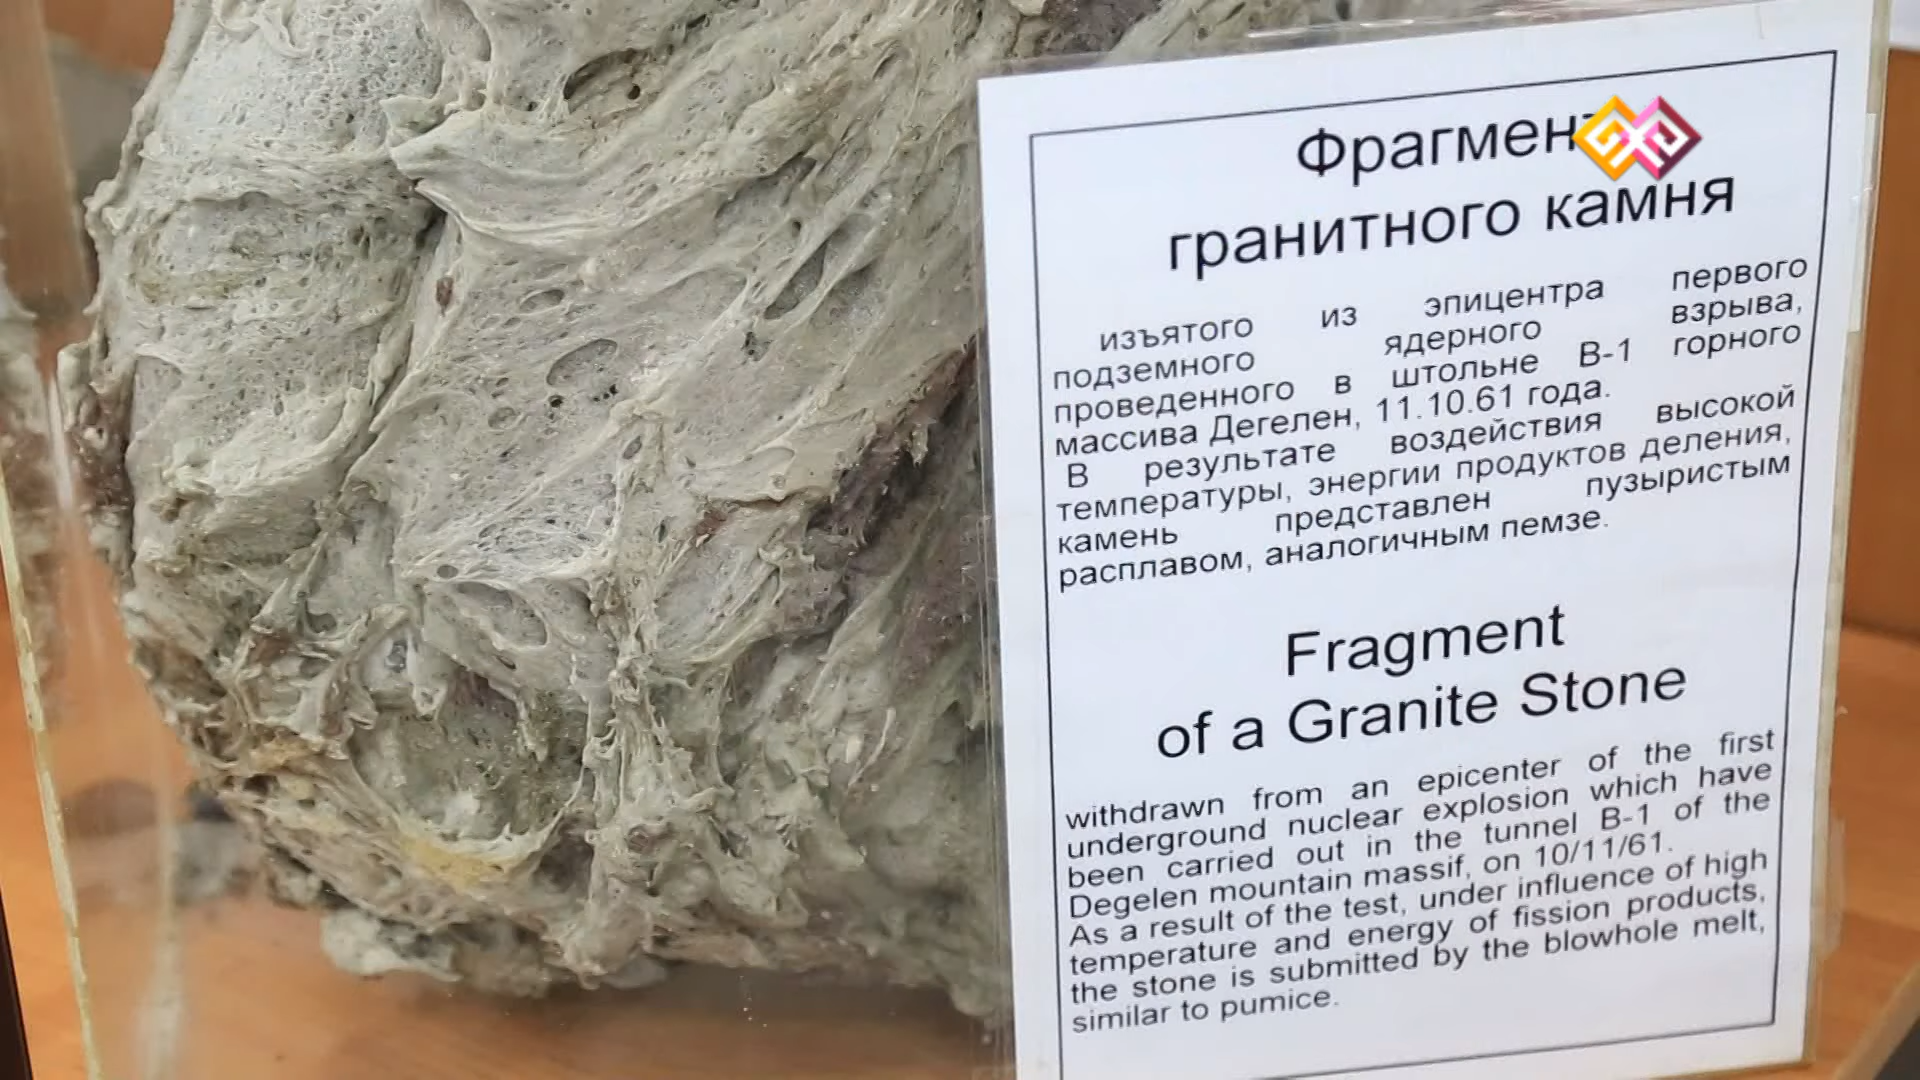 Фрагмент
гранитного камня
изъятого из эпицентра первого
подземного ядерного взрыва,
проведенного в штольне В-1 горного
массива Дегелен, 11.10.61 года.
В результате воздействия высокой
температуры, энергии продуктов деления,
камень представлен пузыристым
расплавом, аналогичным пемзе.
Fragment
of a Granite Stone
withdrawn from an epicenter of the first
underground nuclear explosion which have
been carried out in the tunnel B-1 of the
Degelen mountain massif, on 10/11/61.
As a result of the test, under influence of high
temperature and energy of fission products,
the stone is submitted by the blowhole melt,
similar to pumice.